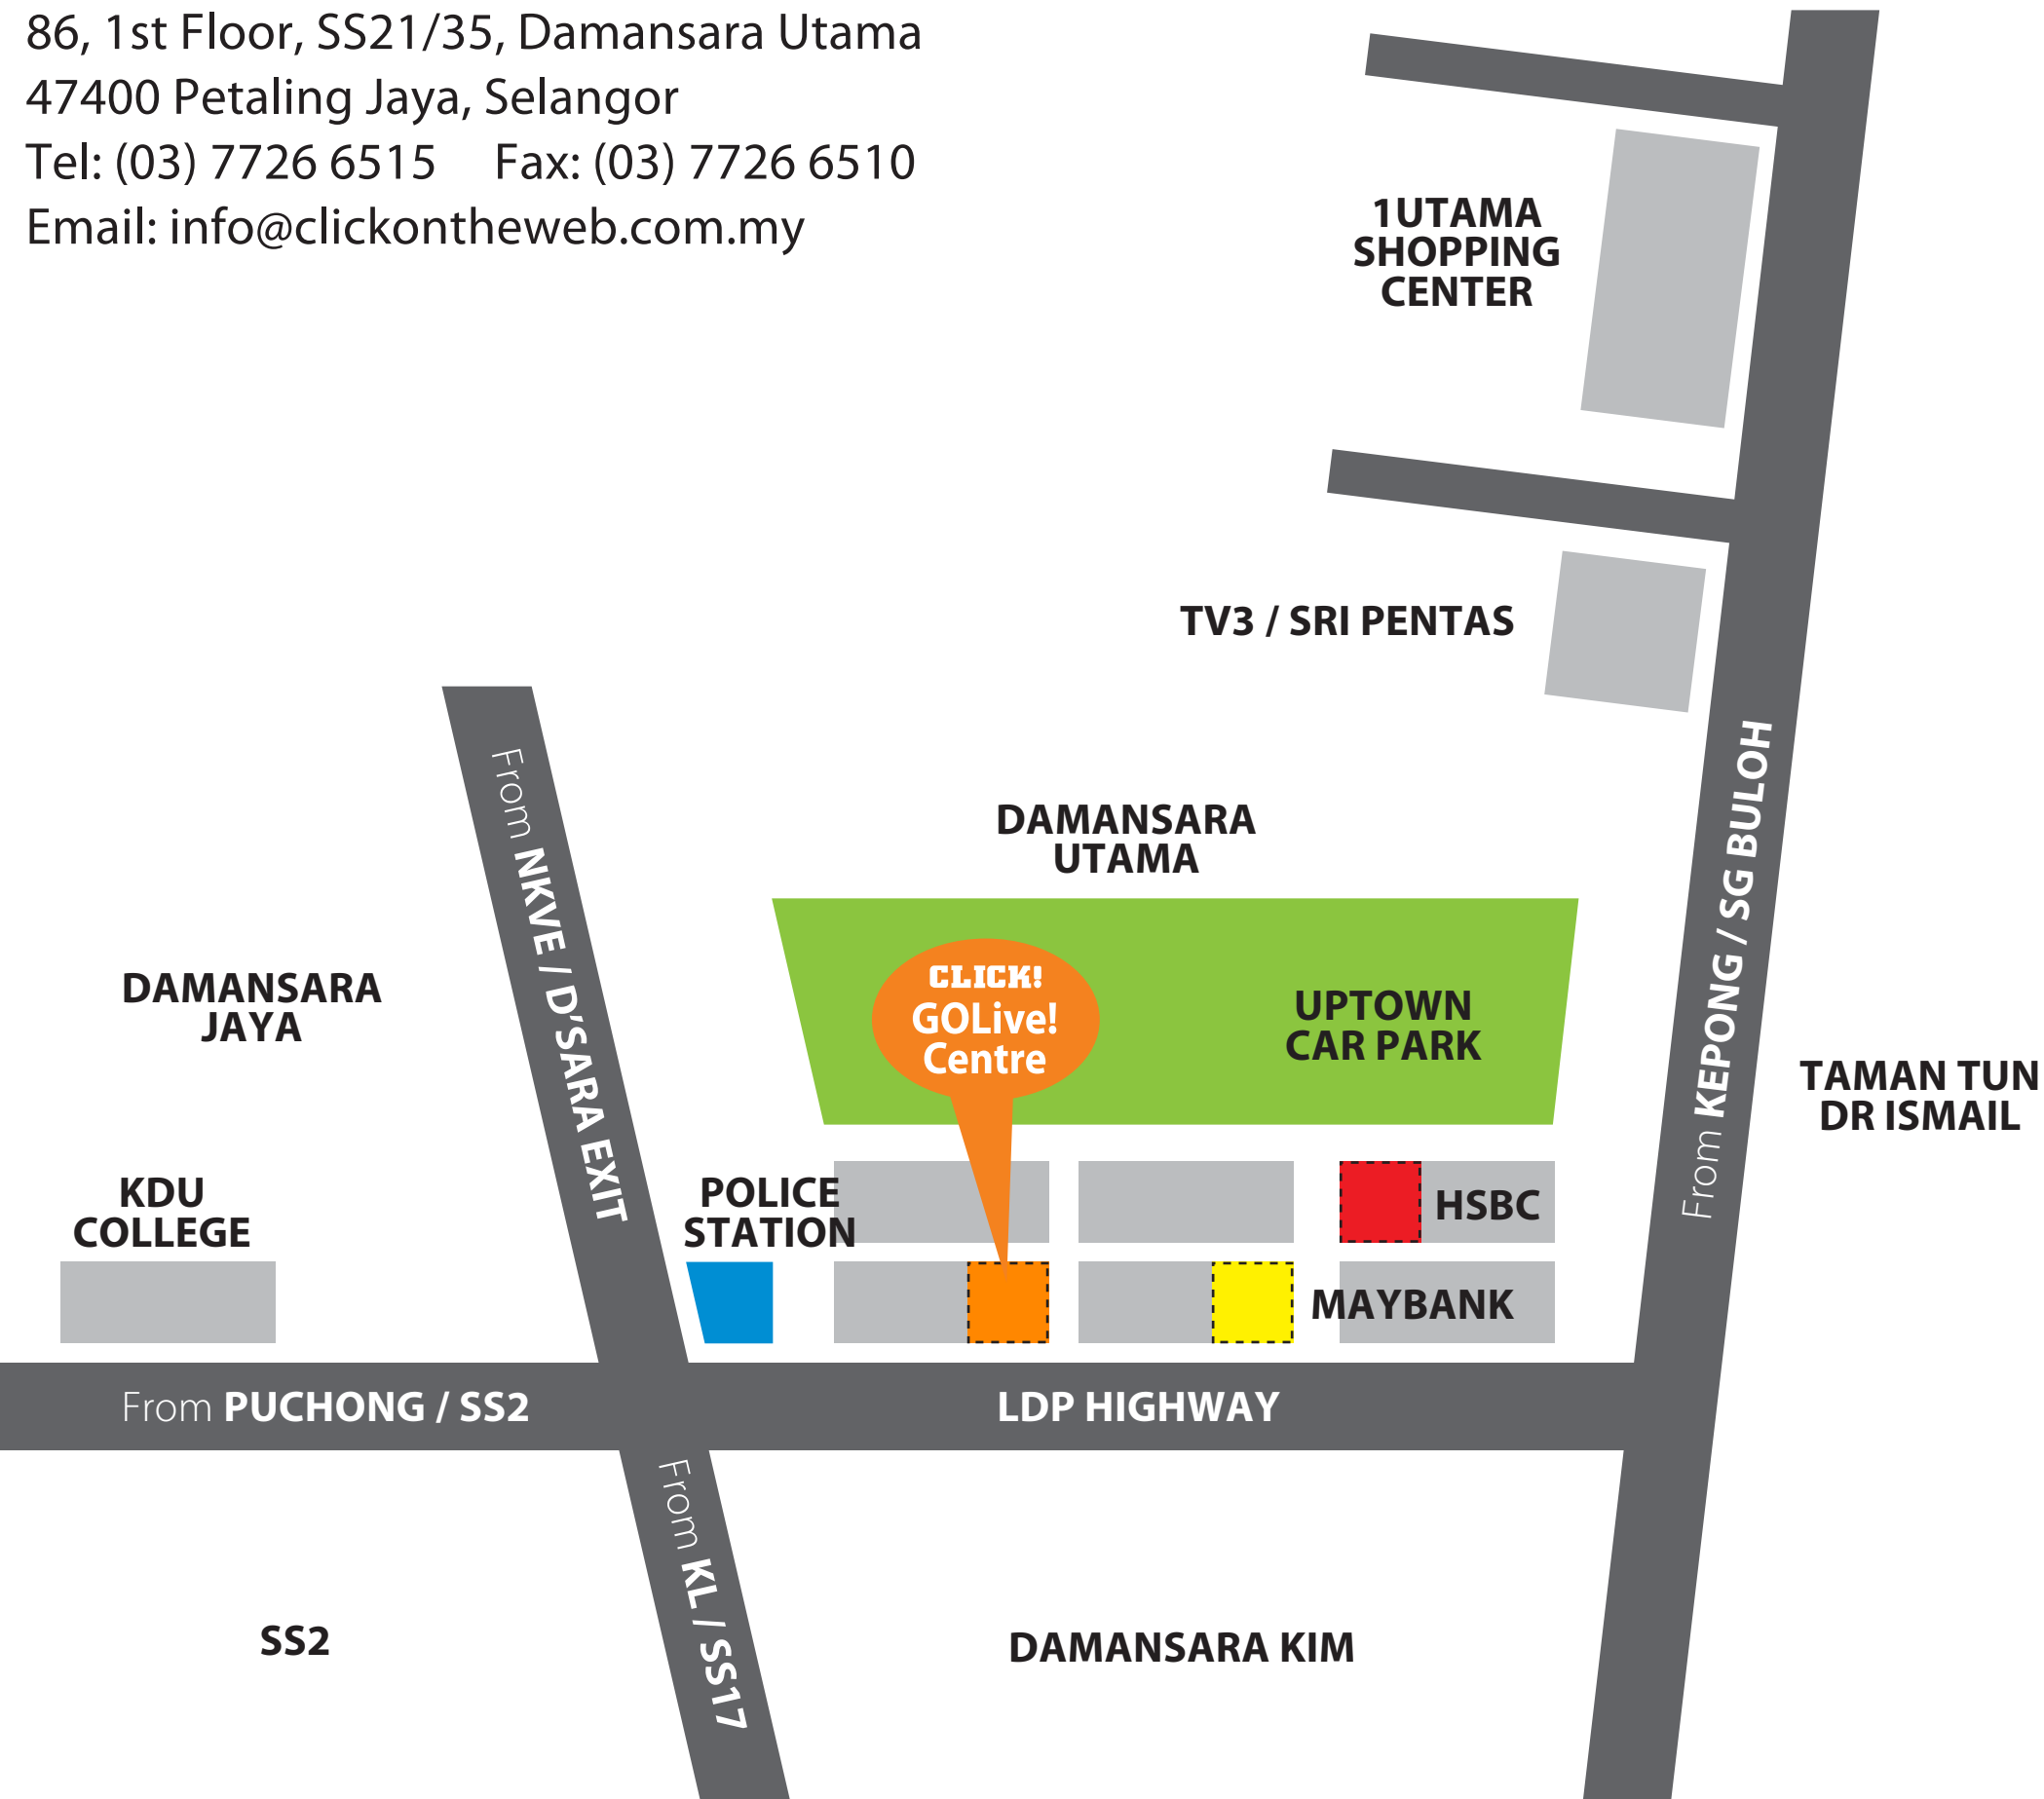 86, 1st Floor, SS21/35, Damansara Utama
47400 Petaling Jaya, Selangor
Tel: (03) 7726 6515 Fax: (03) 7726 6510
Email: info@clickontheweb.com.my
1UTAMA
SHOPPING
CENTER
TV3 / SRI PENTAS
DAMANSARA
UTAMA
From NKVE / D'SARA EXIT
From KEPONG / SG BULOH
DAMANSARA
JAYA
CLICK!
GOLive!
Centre
UPTOWN
CAR PARK
TAMAN TUN
DR ISMAIL
KDU
COLLEGE
POLICE
STATION
HSBC
MAYBANK
From PUCHONG / SS2
LDP HIGHWAY
From KL / SS17
SS2
DAMANSARA KIM